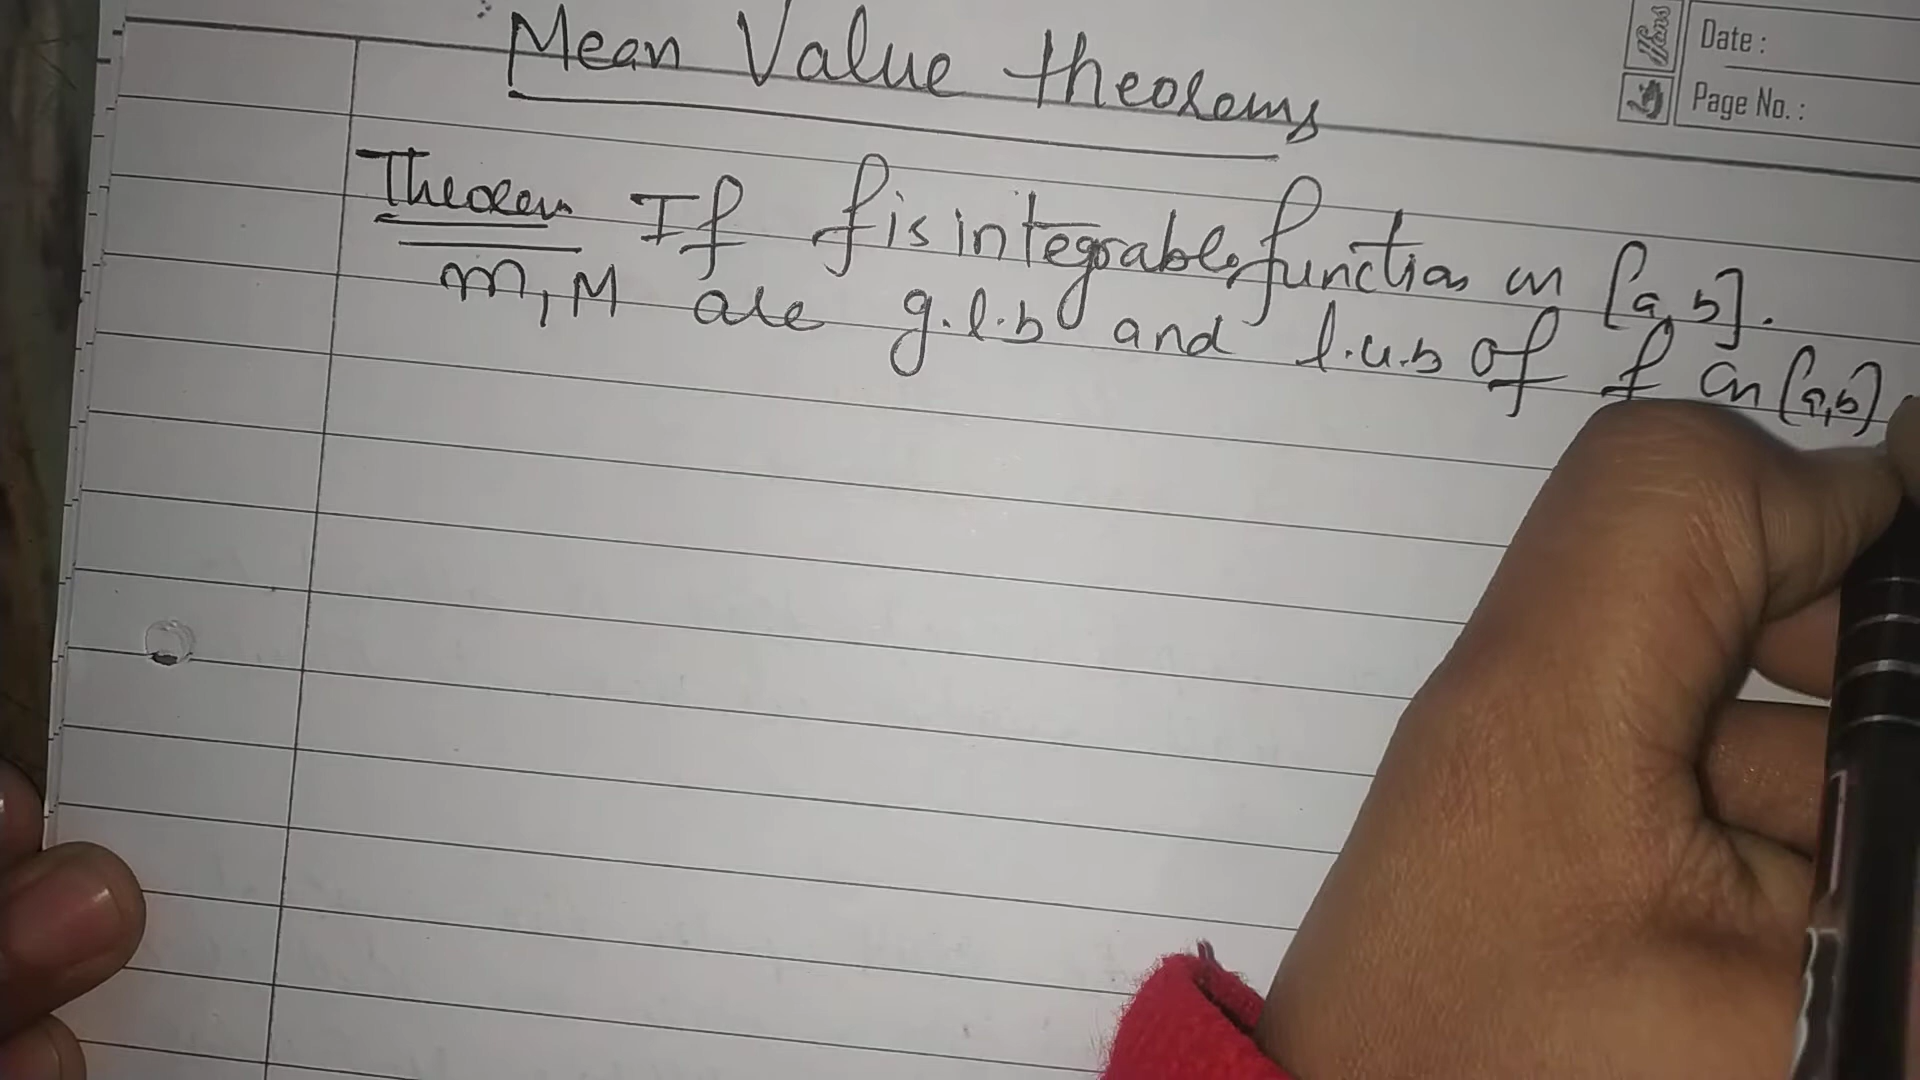 Mean Value theorems
Date :
Page No. :
Theorem If f is integrable function on [a, b].
m, M are g.l.b and l.u.b of f on [a,b]